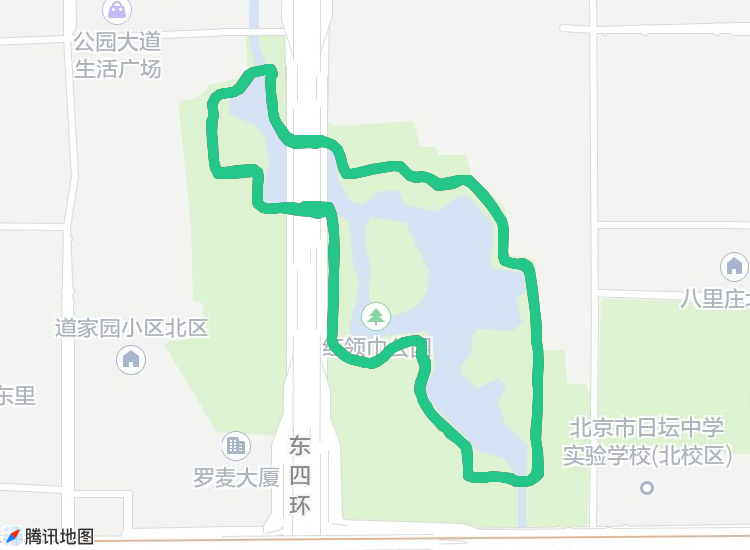 公园大道
生活广场
八里庄北
道家园小区北区
红领巾公园
东里
北京市日坛中学
实验学校(北校区)
东
四
环
罗麦大厦
腾讯地图